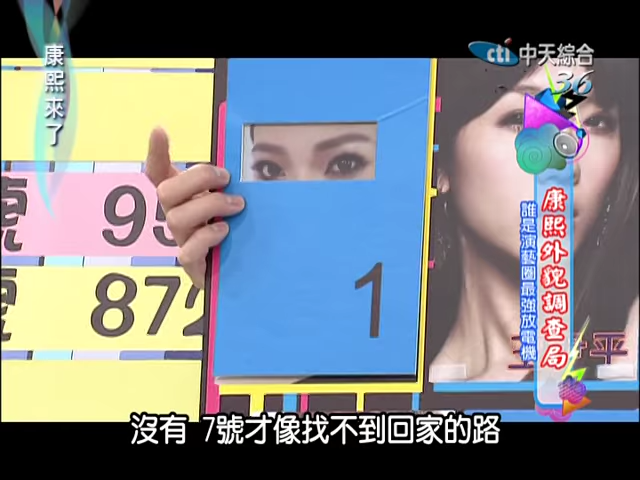 康熙來了
cti 中天綜合
36
康熙外貌調查局
誰是演藝圈最強放電機
號 95
號 872
1
平
沒有 7號才像找不到回家的路